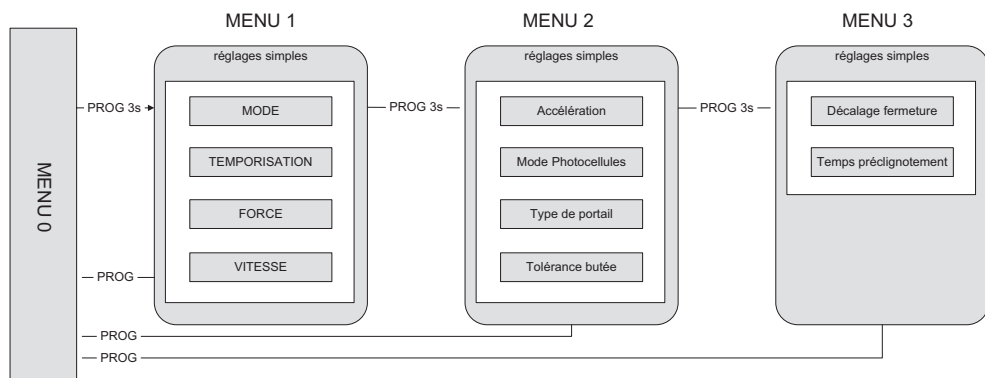 MENU 1
MENU 2
MENU 3
réglages simples
réglages simples
réglages simples
MENU 0
PROG 3s
MODE
TEMPORISATION
FORCE
VITESSE
PROG 3s
Accélération
Mode Photocellules
Type de portail
Tolérance butée
PROG 3s
Décalage fermeture
Temps préclignotement
PROG
PROG
PROG